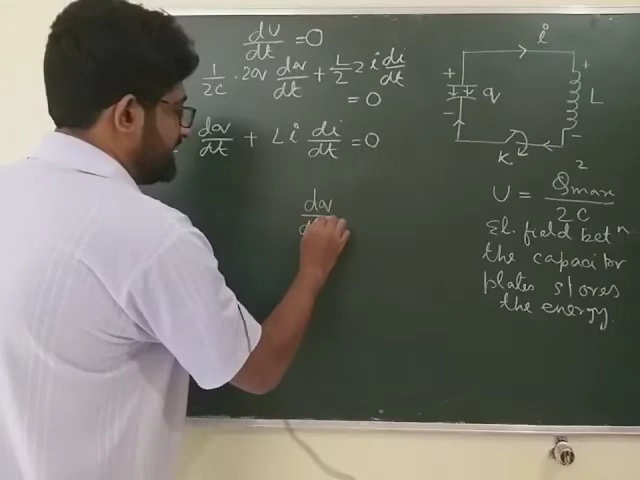 dU/dt = 0
1/2C · 2q dq/dt + L/2 2 i di/dt
= 0
dq/dt + L i di/dt = 0
dq
i
+ +
q L
- -
K
U = Q²max / 2C
El. field betⁿ
the capacitor
plates stores
the energy.